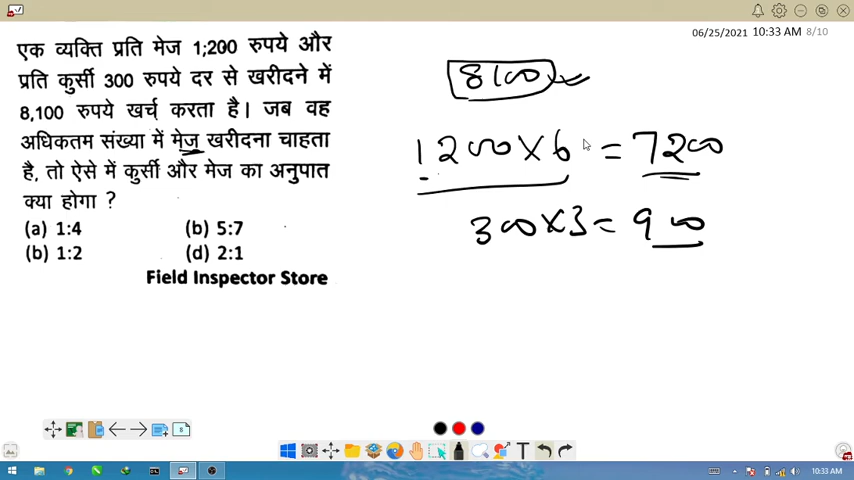 06/25/2021 10:33 AM 8/10
एक व्यक्ति प्रति मेज 1;200 रुपये और
प्रति कुर्सी 300 रुपये दर से खरीदने में
8,100 रुपये खर्च करता है। जब वह
अधिकतम संख्या में मेज खरीदना चाहता
है, तो ऐसे में कुर्सी और मेज का अनुपात
क्या होगा ?
(a) 1:4 (b) 5:7
(b) 1:2 (d) 2:1
Field Inspector Store
8100
1200×6 = 7200
300×3 = 900
8
T
10:33 AM